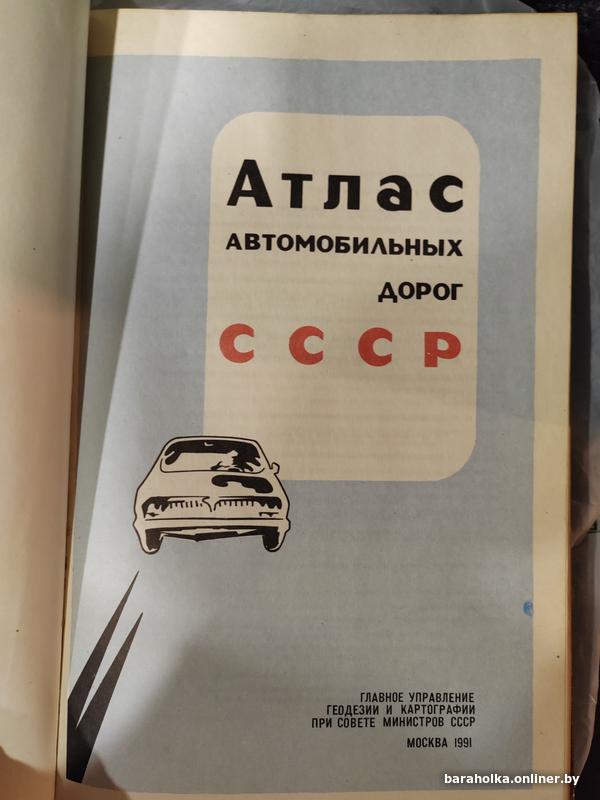 Атлас
АВТОМОБИЛЬНЫХ
ДОРОГ
СССР
ГЛАВНОЕ УПРАВЛЕНИЕ
ГЕОДЕЗИИ И КАРТОГРАФИИ
ПРИ СОВЕТЕ МИНИСТРОВ СССР
МОСКВА 1991
baraholka.onliner.by